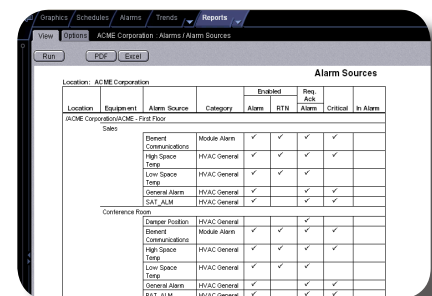 Graphics Schedules Alarms Trends Reports
View Options ACME Corporation : Alarms / Alarm Sources
Run PDF Excel
Alarm Sources
Location: ACME Corporation
Enabled Req. Ack
Location Equipment Alarm Source Category Alarm RTN Alarm Critical In Alarm
/ACME Corporation/ACME - First Floor
Sales
Element Module Alarm ✓ ✓ ✓ ✓
Communications
High Space HVAC General ✓ ✓ ✓ ✓
Temp
Low Space HVAC General ✓ ✓ ✓
Temp
General Alarm HVAC General ✓ ✓ ✓
SAT_ALM HVAC General ✓ ✓ ✓
Conference Room
Damper Position HVAC General ✓
Element Module Alarm ✓ ✓ ✓ ✓
Communications
High Space HVAC General ✓ ✓ ✓ ✓
Temp
Low Space HVAC General ✓ ✓ ✓
Temp
General Alarm HVAC General ✓ ✓ ✓
SAT_ALM HVAC General ✓ ✓ ✓